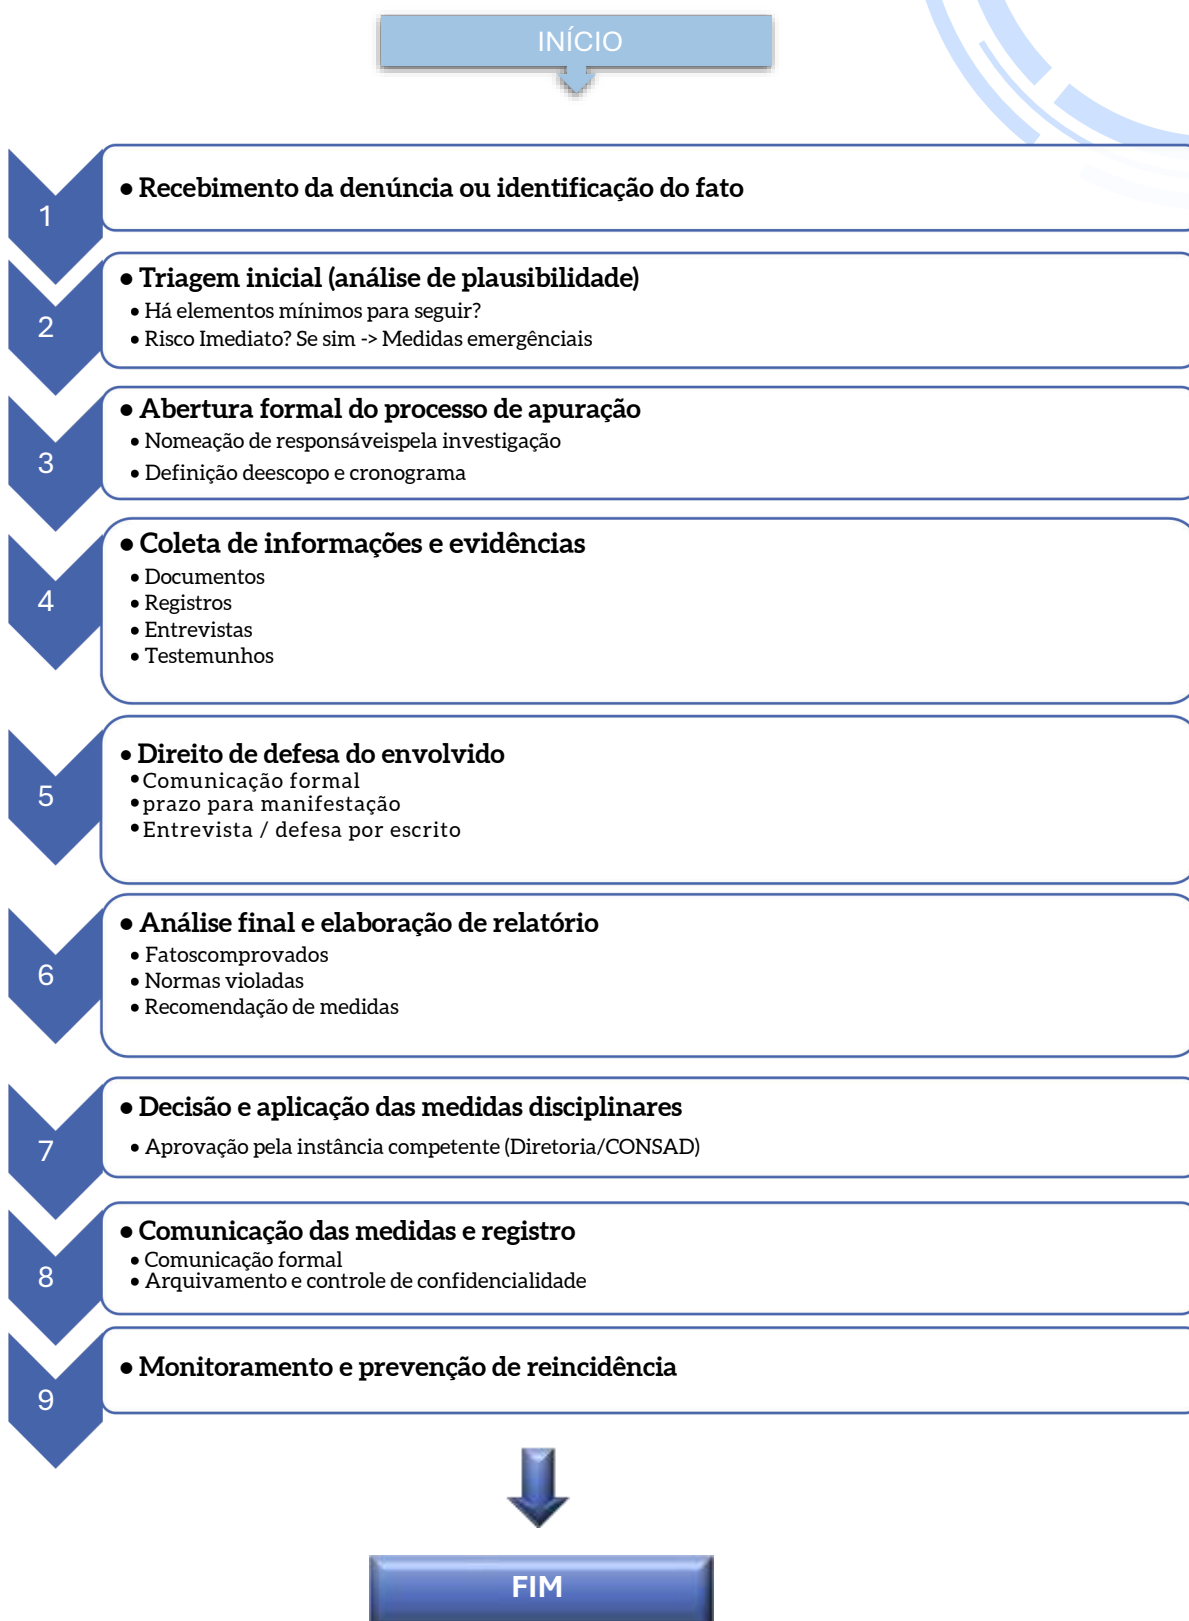 INÍCIO
1
• Recebimento da denúncia ou identificação do fato
2
• Triagem inicial (análise de plausibilidade)
• Há elementos mínimos para seguir?
• Risco Imediato? Se sim -> Medidas emergênciais
3
• Abertura formal do processo de apuração
• Nomeação de responsáveispela investigação
• Definição deescopo e cronograma
4
• Coleta de informações e evidências
• Documentos
• Registros
• Entrevistas
• Testemunhos
5
• Direito de defesa do envolvido
• Comunicação formal
• prazo para manifestação
• Entrevista / defesa por escrito
6
• Análise final e elaboração de relatório
• Fatoscomprovados
• Normas violadas
• Recomendação de medidas
7
• Decisão e aplicação das medidas disciplinares
• Aprovação pela instância competente (Diretoria/CONSAD)
8
• Comunicação das medidas e registro
• Comunicação formal
• Arquivamento e controle de confidencialidade
9
• Monitoramento e prevenção de reincidência
FIM